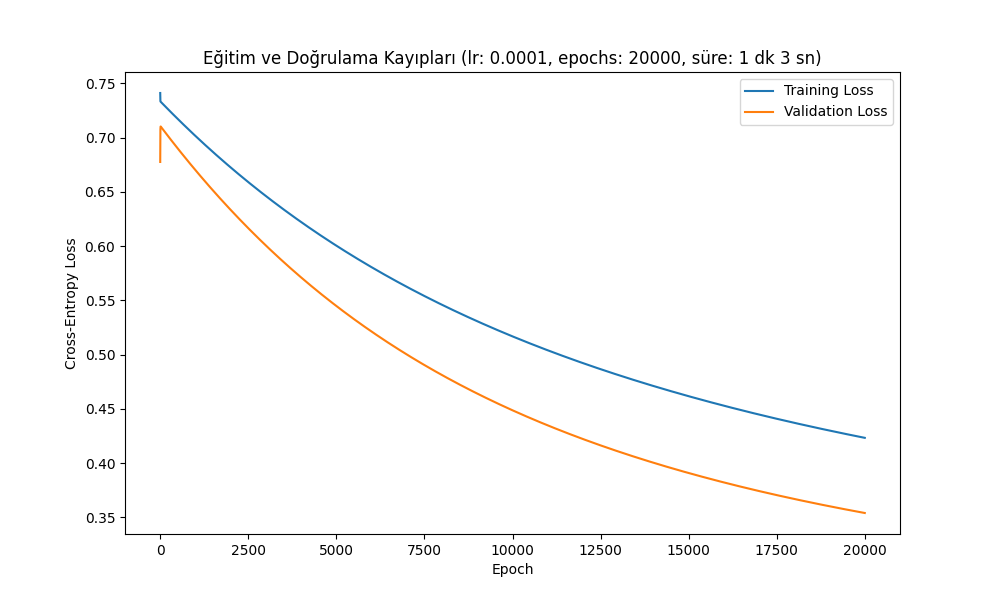 Eğitim ve Doğrulama Kayıpları (lr: 0.0001, epochs: 20000, süre: 1 dk 3 sn)
Training Loss
Validation Loss
Cross-Entropy Loss
0.75
0.70
0.65
0.60
0.55
0.50
0.45
0.40
0.35
0 2500 5000 7500 10000 12500 15000 17500 20000
Epoch